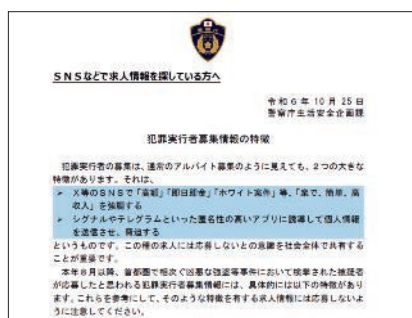 SNSなどで求人情報を探している方へ
令和6年10月25日
警察庁生活安全企画課
犯罪実行者募集情報の特徴
犯罪実行者の募集は、通常のアルバイト募集のように見えても、2つの大きな
特徴があります。それは、
➢ X等のSNSで「高額」「即日即金」「ホワイト案件」等、「楽で、簡単、高
収入」を強調する
➢ シグナルやテレグラムといった匿名性の高いアプリに誘導して個人情報
を送信させ、脅迫する
というものです。この種の求人には応募しないとの意識を社会全体で共有する
ことが重要です。
本年8月以降、首都圏で相次ぐ凶悪な強盗等事件において検挙された被疑者
が応募したと思われる犯罪実行者募集情報には、具体的には以下の特徴があり
ます。これらを参考にして、そのような特徴を有する求人情報には応募しないよ
うに注意してください。